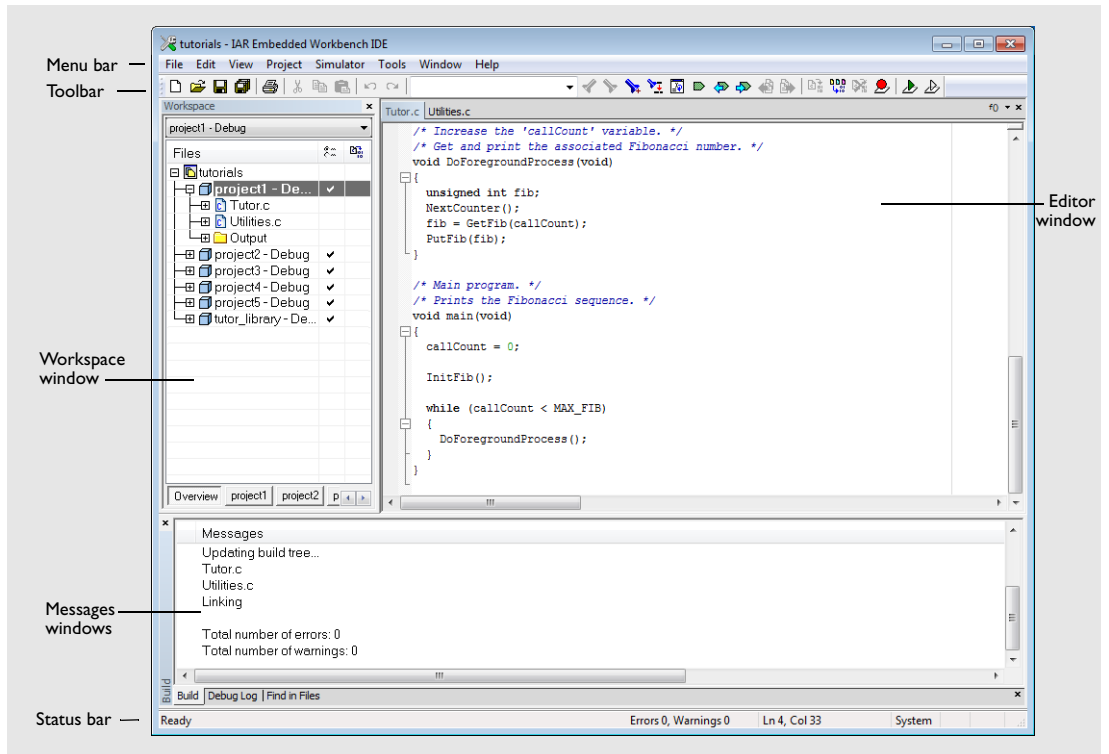 tutorials - IAR Embedded Workbench IDE
Menu bar
File Edit View Project Simulator Tools Window Help
Toolbar
Workspace
Tutor.c Utilities.c
f()
project1 - Debug
Files
tutorials
project1 - De...
Tutor.c
Utilities.c
Output
project2 - Debug
project3 - Debug
project4 - Debug
project5 - Debug
tutor_library - De...
Overview project1 project2 p
Workspace
window
/* Increase the 'callCount' variable. */
/* Get and print the associated Fibonacci number. */
void DoForegroundProcess(void)
{
unsigned int fib;
NextCounter();
fib = GetFib(callCount);
PutFib(fib);
}
/* Main program. */
/* Prints the Fibonacci sequence. */
void main(void)
{
callCount = 0;
InitFib();
while (callCount < MAX_FIB)
{
DoForegroundProcess();
}
}
Editor
window
Messages
Updating build tree...
Tutor.c
Utilities.c
Linking
Total number of errors: 0
Total number of warnings: 0
Messages
windows
Build
Build Debug Log Find in Files
Status bar
Ready Errors 0, Warnings 0 Ln 4, Col 33 System